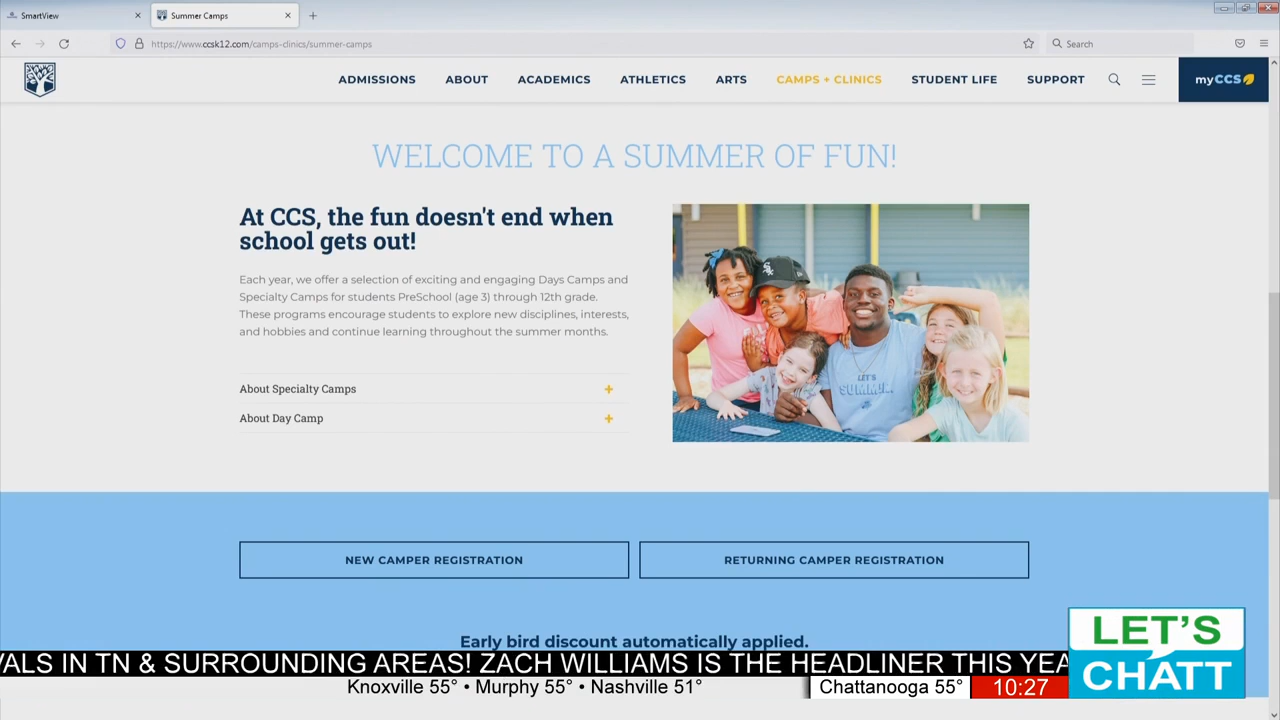 SmartView
Summer Camps
https://www.ccsk12.com/camps-clinics/summer-camps
Search
ADMISSIONS ABOUT ACADEMICS ATHLETICS ARTS CAMPS + CLINICS STUDENT LIFE SUPPORT
myCCS
WELCOME TO A SUMMER OF FUN!
At CCS, the fun doesn't end when
school gets out!
Each year, we offer a selection of exciting and engaging Days Camps and
Specialty Camps for students PreSchool (age 3) through 12th grade.
These programs encourage students to explore new disciplines, interests,
and hobbies and continue learning throughout the summer months.
About Specialty Camps +
About Day Camp +
LET'S
SUMMER.
NEW CAMPER REGISTRATION
RETURNING CAMPER REGISTRATION
Early bird discount automatically applied.
VALS IN TN & SURROUNDING AREAS! ZACH WILLIAMS IS THE HEADLINER THIS YEA
Knoxville 55° • Murphy 55° • Nashville 51°
Chattanooga 55°
10:27
LET'S
CHATT